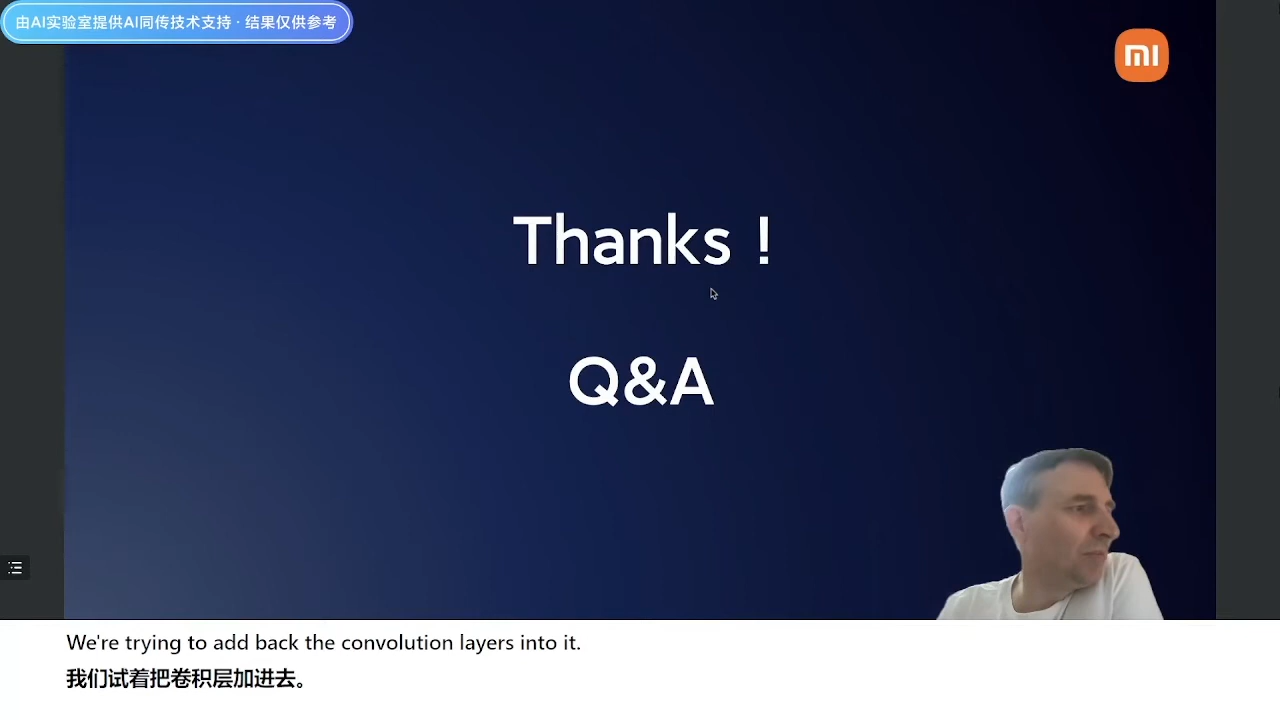 由AI实验室提供AI同传技术支持 · 结果仅供参考
mi
Thanks !
Q&A
We're trying to add back the convolution layers into it.
我们试着把卷积层加进去。